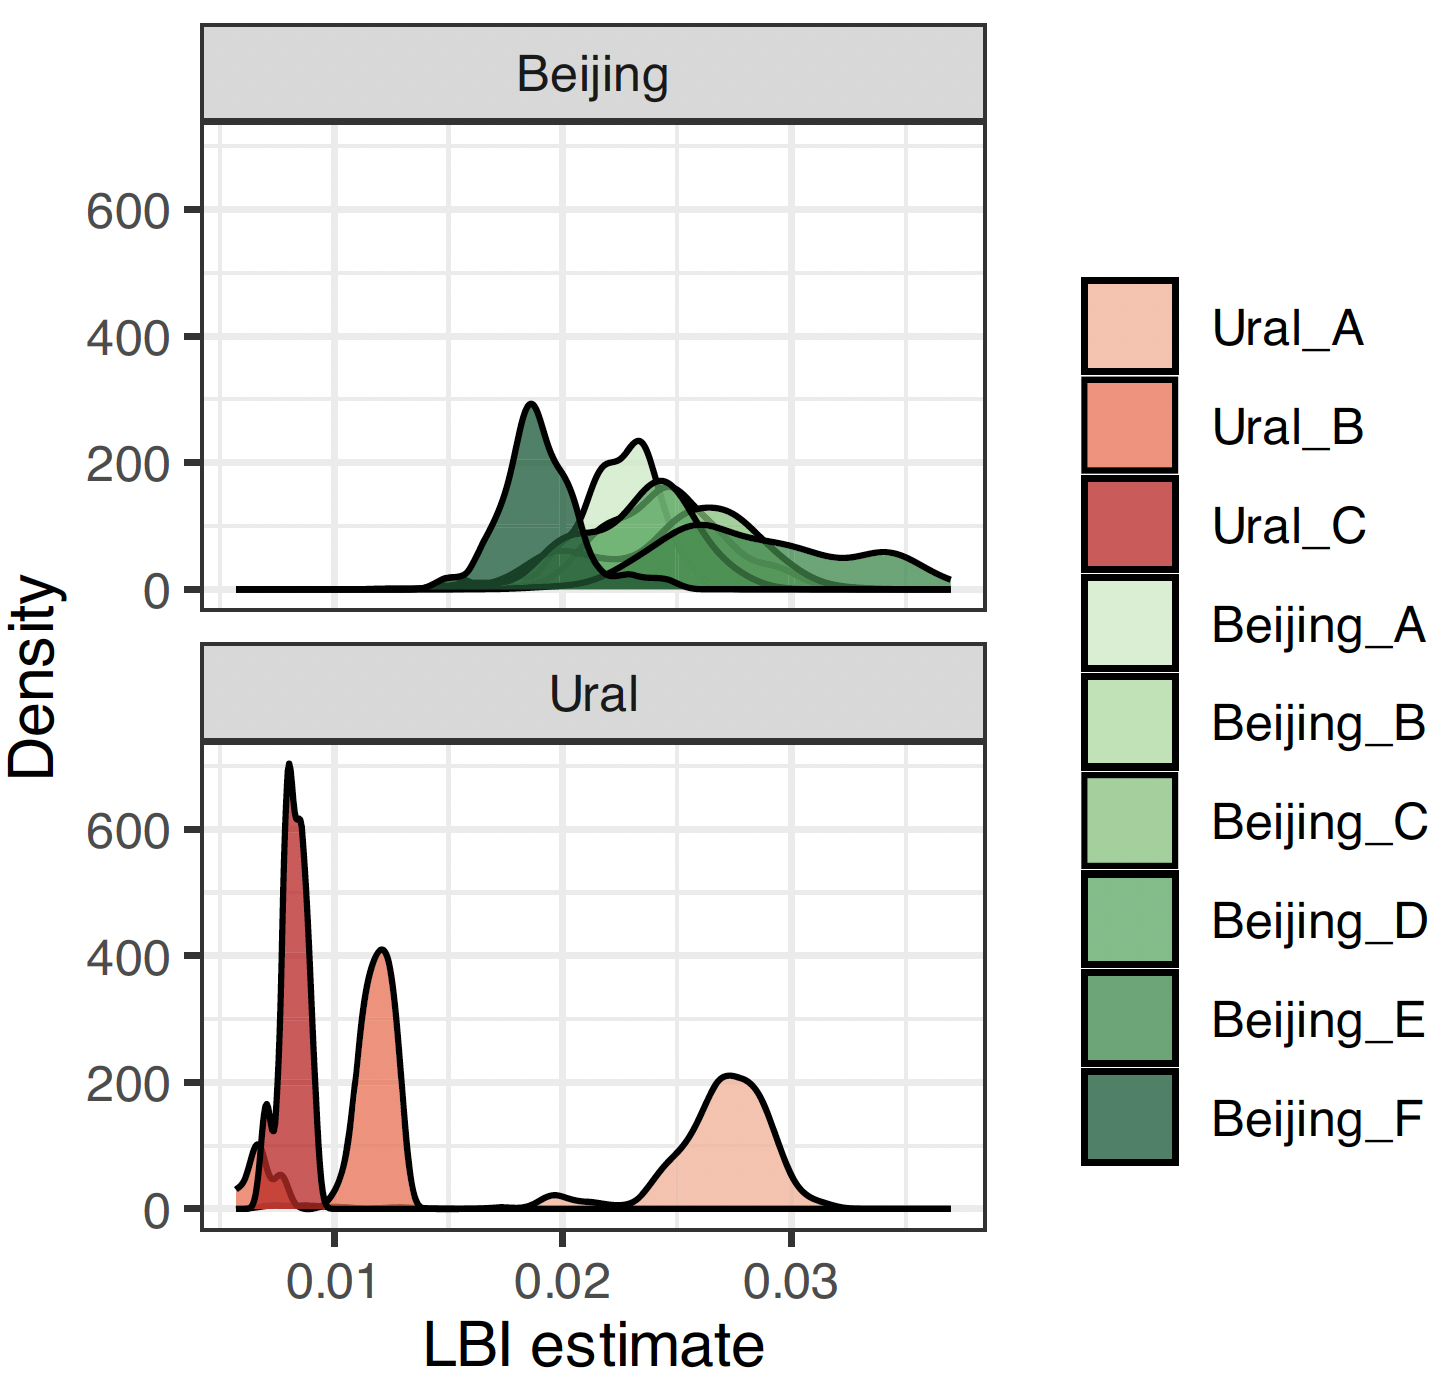 Beijing
600
400
200
0
Ural
600
400
200
0
0.01
0.02
0.03
LBI estimate
Density
Ural_A
Ural_B
Ural_C
Beijing_A
Beijing_B
Beijing_C
Beijing_D
Beijing_E
Beijing_F